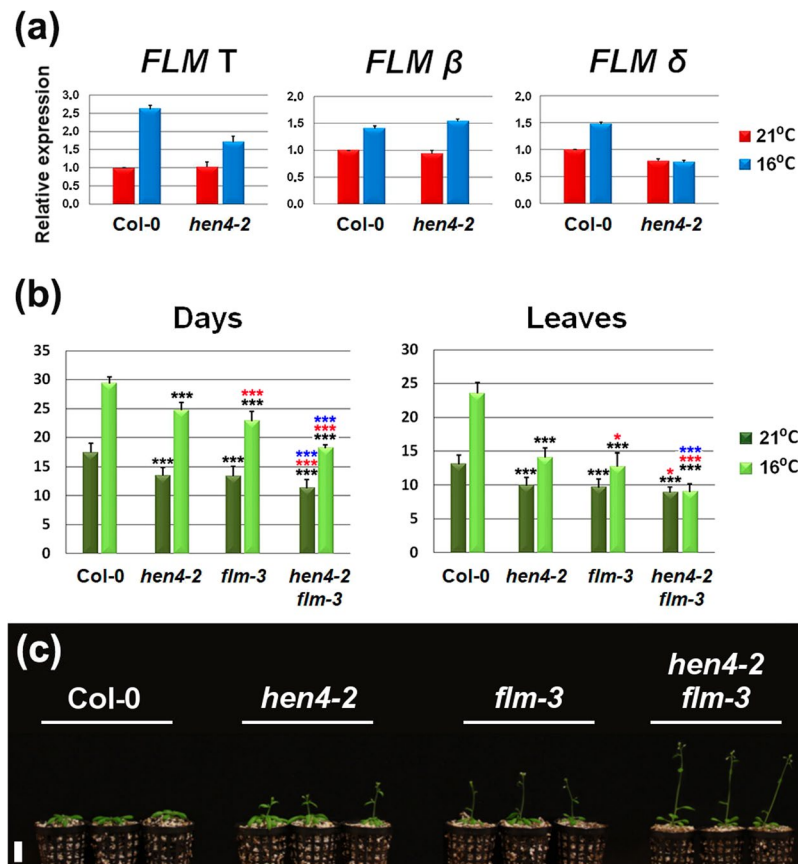 (a)
FLM T
FLM β
FLM δ
Relative expression
3,0
2,5
2,0
1,5
1,0
0,5
0,0
Col-0
hen4-2
2,0
1,5
1,0
0,5
0,0
Col-0
hen4-2
2,0
1,5
1,0
0,5
0,0
Col-0
hen4-2
21°C
16°C
(b)
Days
35
30
25
20
15
10
5
0
***
***
***
***
***
***
***
***
***
***
***
Col-0
hen4-2
flm-3
hen4-2
flm-3
Leaves
30
25
20
15
10
5
0
***
***
***
*
***
*
***
***
***
***
Col-0
hen4-2
flm-3
hen4-2
flm-3
21°C
16°C
(c)
Col-0
hen4-2
flm-3
hen4-2
flm-3